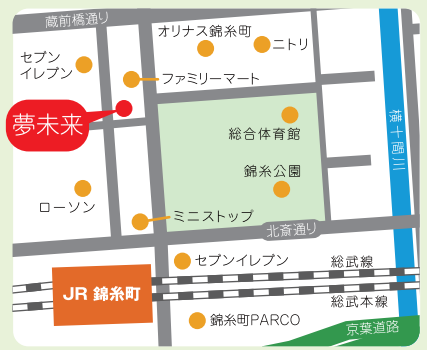 蔵前橋通り
オリナス錦糸町
ニトリ
セブン
イレブン
ファミリーマート
夢未来
総合体育館
横十間川
錦糸公園
ローソン
ミニストップ
北斎通り
セブンイレブン
総武線
JR 錦糸町
総武本線
錦糸町PARCO
京葉道路